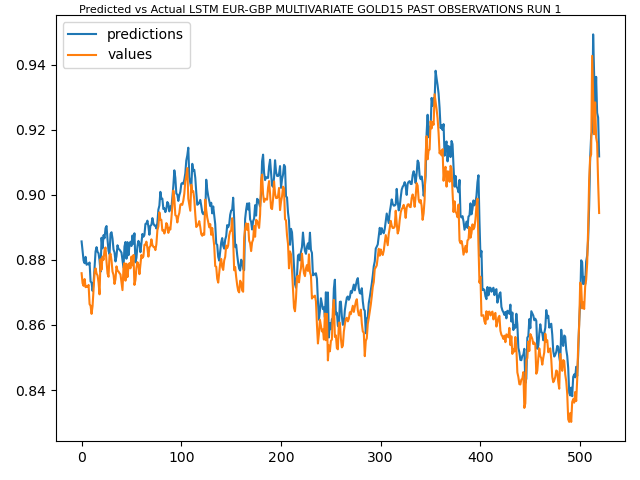 Predicted vs Actual LSTM EUR-GBP MULTIVARIATE GOLD15 PAST OBSERVATIONS RUN 1
predictions
values
0.94
0.92
0.90
0.88
0.86
0.84
0 100 200 300 400 500